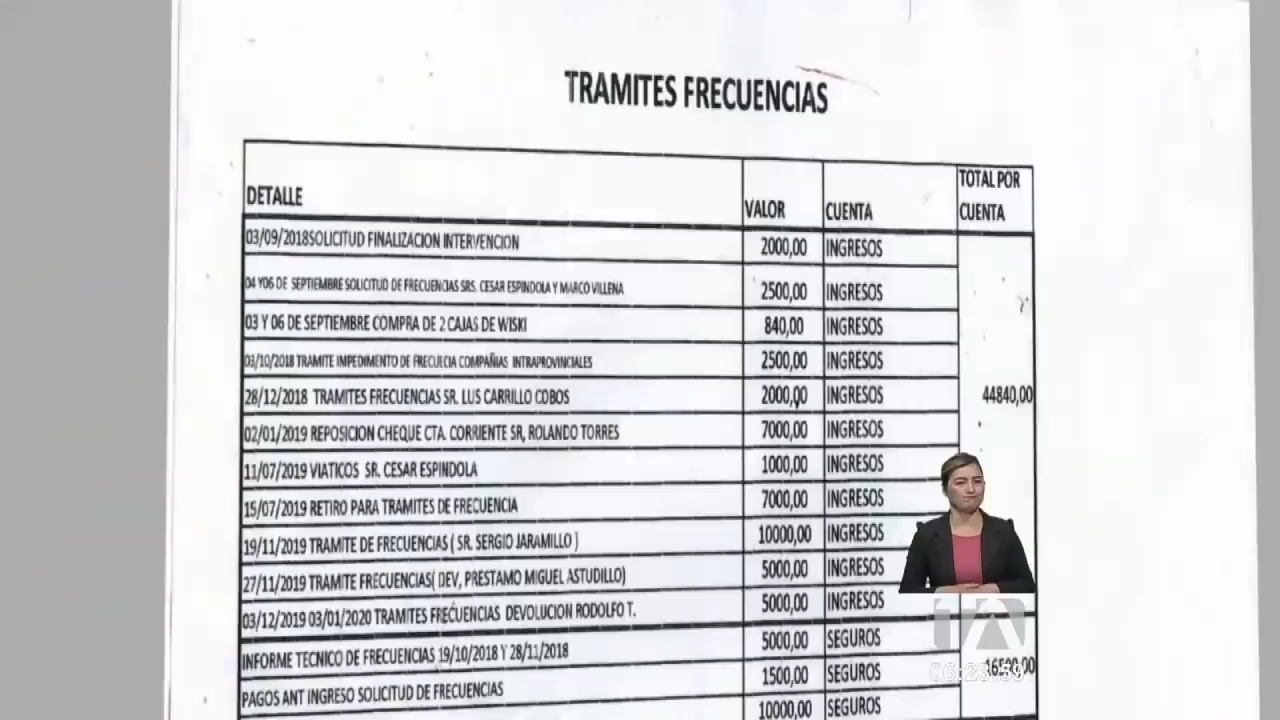 TRAMITES FRECUENCIAS
DETALLE VALOR CUENTA TOTAL POR CUENTA
03/09/2018SOLICITUD FINALIZACION INTERVENCION 2000,00 INGRESOS
04 Y06 DE SEPTIEMBRE SOLICITUD DE FRECUENCIAS SRS. CESAR ESPINDOLA Y MARCO VILLENA 2500,00 INGRESOS
03 Y 06 DE SEPTIEMBRE COMPRA DE 2 CAJAS DE WISKI 840,00 INGRESOS
03/10/2018 TRAMITE IMPEDIMENTO DE FRECUECIA COMPAÑIAS INTRAPROVINCIALES 2500,00 INGRESOS
28/12/2018 TRAMITES FRECUENCIAS SR. LUS CARRILLO COBOS 2000,00 INGRESOS 44840,00
02/01/2019 REPOSICION CHEQUE CTA. CORRIENTE SR, ROLANDO TORRES 7000,00 INGRESOS
11/07/2019 VIATICOS SR. CESAR ESPINDOLA 1000,00 INGRESOS
15/07/2019 RETIRO PARA TRAMITES DE FRECUENCIA 7000,00 INGRESOS
19/11/2019 TRAMITE DE FRECUENCIAS ( SR. SERGIO JARAMILLO ) 10000,00 INGRESOS
27/11/2019 TRAMITE FRECUENCIAS( DEV, PRESTAMO MIGUEL ASTUDILLO) 5000,00 INGRESOS
03/12/2019 03/01/2020 TRAMITES FRECUENCIAS DEVOLUCION RODOLFO T. 5000,00 INGRESOS
INFORME TECNICO DE FRECUENCIAS 19/10/2018 Y 28/11/2018 5000,00 SEGUROS
PAGOS ANT INGRESO SOLICITUD DE FRECUENCIAS 1500,00 SEGUROS
10000,00 SEGUROS
TA